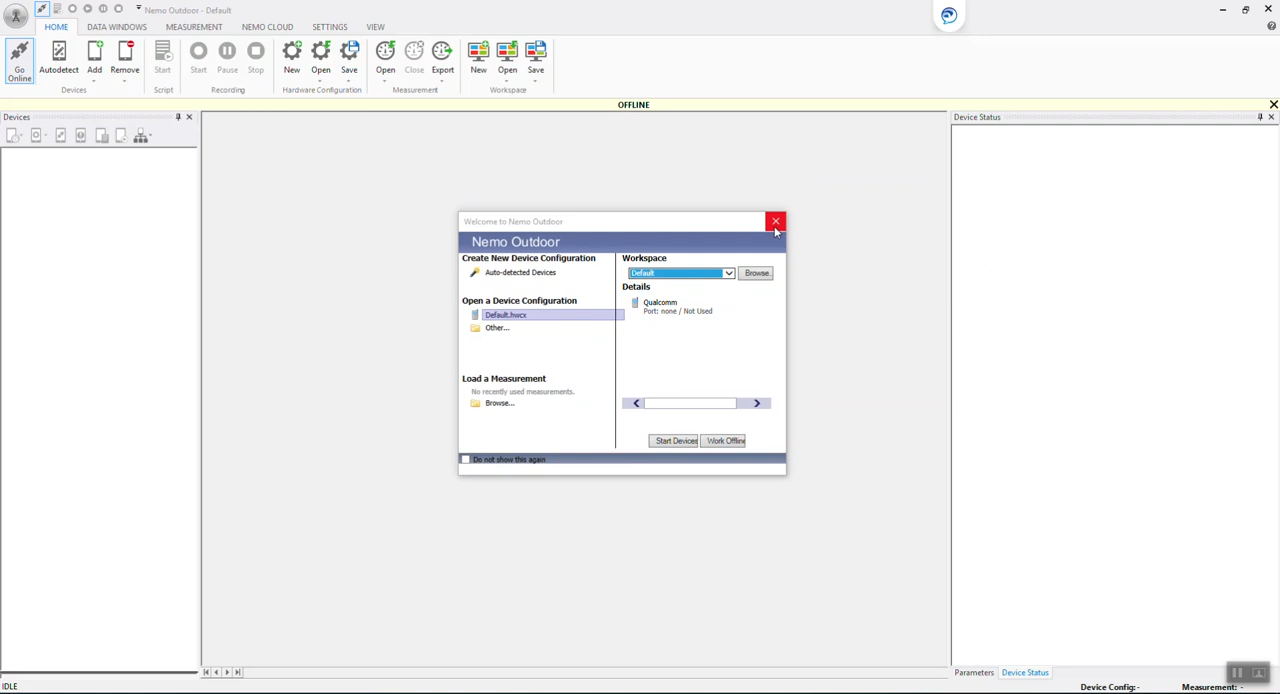 Nemo Outdoor - Default
HOME DATA WINDOWS MEASUREMENT NEMO CLOUD SETTINGS VIEW
Go Online Autodetect Add Remove Start Start Pause Stop New Open Save Open Close Export New Open Save
Devices Script Recording Hardware Configuration Measurement Workspace
OFFLINE
Devices
Device Status
Welcome to Nemo Outdoor
Nemo Outdoor
Create New Device Configuration
Auto-detected Devices
Open a Device Configuration
Default.hwcx
Other...
Load a Measurement
No recently used measurements.
Browse...
Workspace
Default Browse..
Details
Qualcomm
Port: none / Not Used
Start Devices Work Offline
Do not show this again
Parameters Device Status
IDLE
Device Config:- Measurement: -